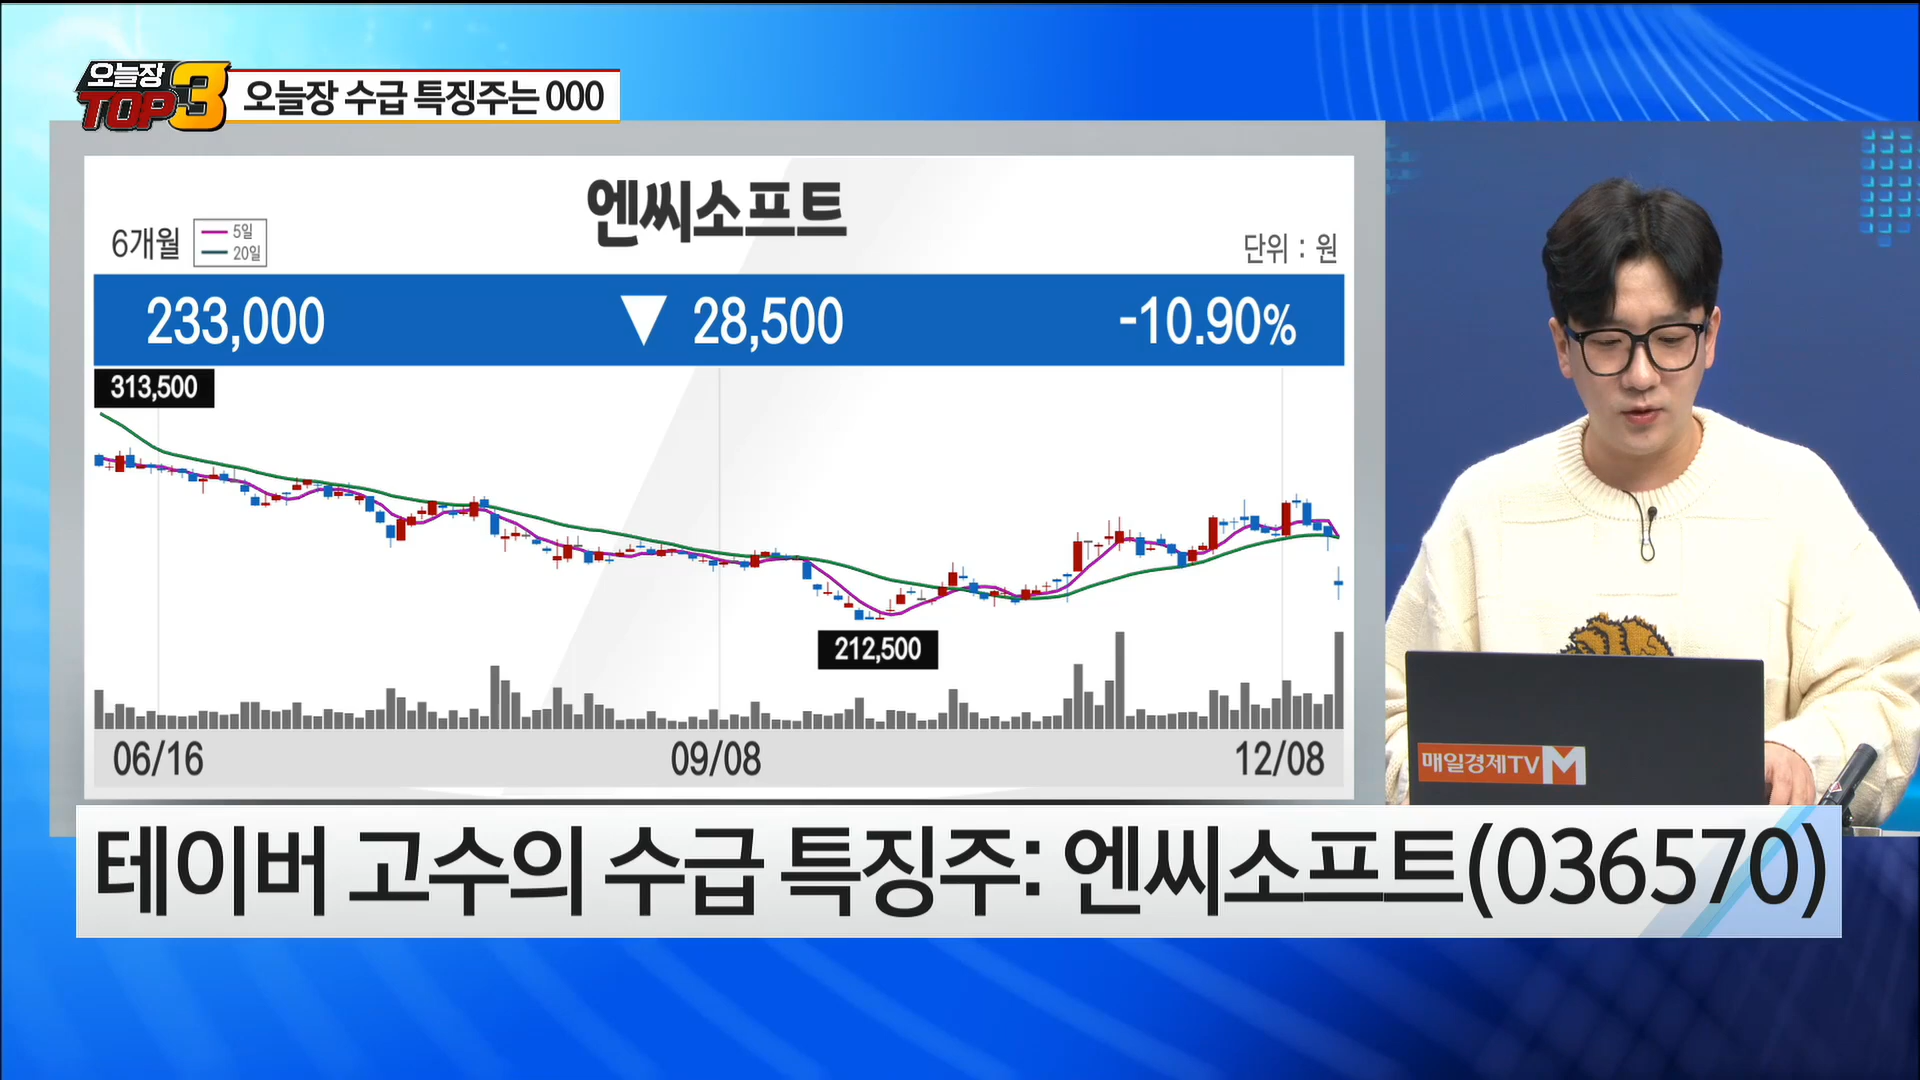 오늘장
TOP3
오늘장 수급 특징주는 OOO
엔씨소프트
6개월
5일
20일
단위 : 원
233,000 ▼ 28,500 -10.90%
313,500
212,500
06/16 09/08 12/08
매일경제TV M
테이버 고수의 수급 특징주: 엔씨소프트(036570)